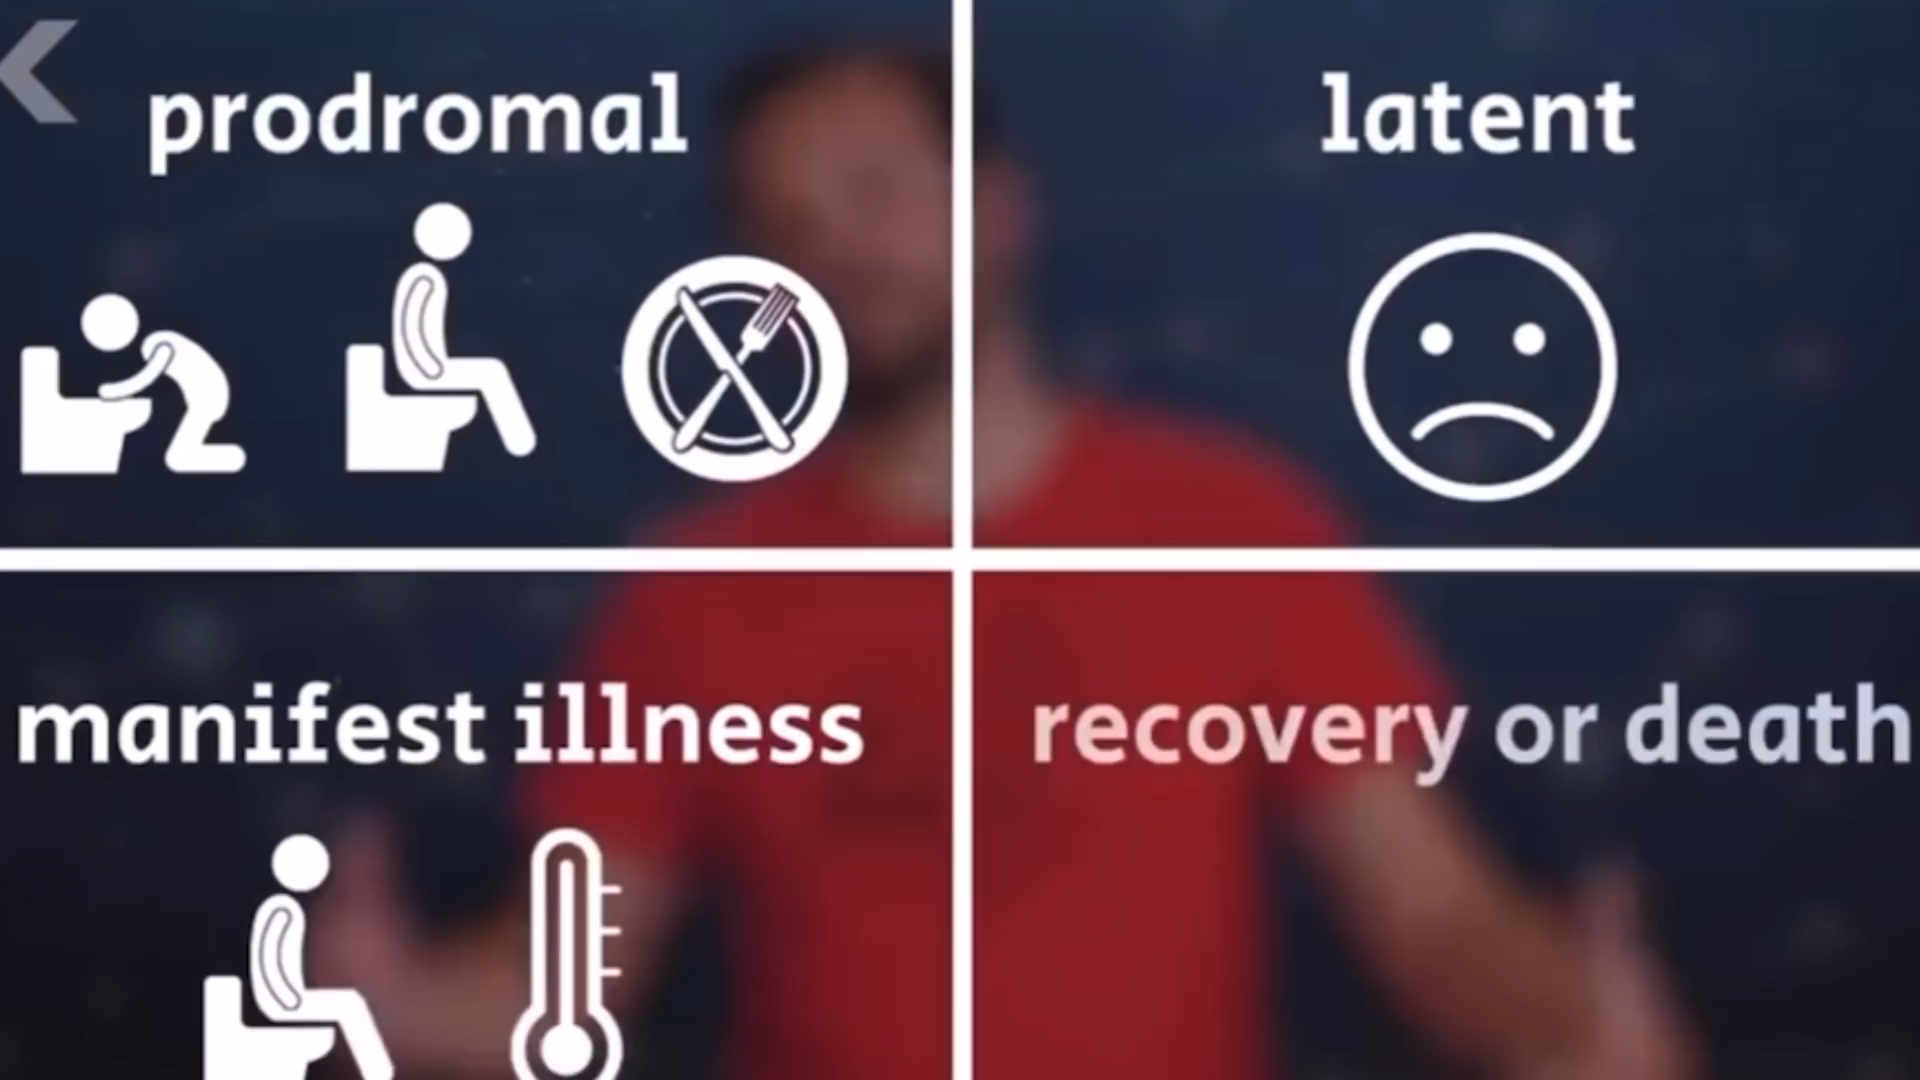 prodromal
latent
manifest illness
recovery or death